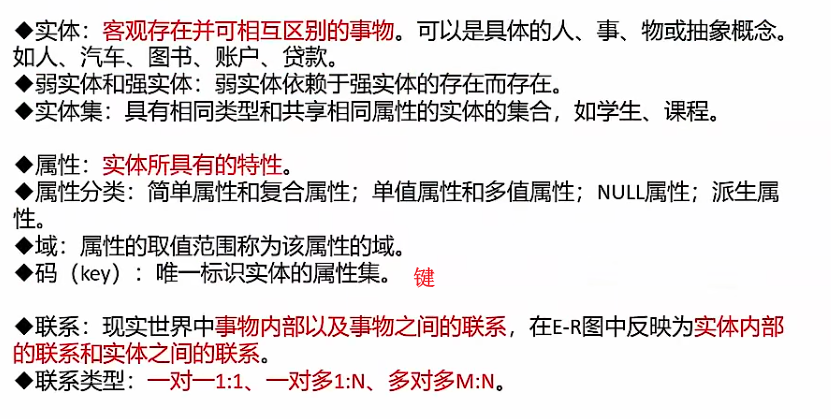 ◆实体：客观存在并可相互区别的事物。可以是具体的人、事、物或抽象概念。
如人、汽车、图书、账户、贷款。
◆弱实体和强实体：弱实体依赖于强实体的存在而存在。
◆实体集：具有相同类型和共享相同属性的实体的集合，如学生、课程。
◆属性：实体所具有的特性。
◆属性分类：简单属性和复合属性；单值属性和多值属性；NULL属性；派生属
性。
◆域：属性的取值范围称为该属性的域。
◆码（key）：唯一标识实体的属性集。 键
◆联系：现实世界中事物内部以及事物之间的联系，在E-R图中反映为实体内部
的联系和实体之间的联系。
◆联系类型：一对一1:1、一对多1:N、多对多M:N。